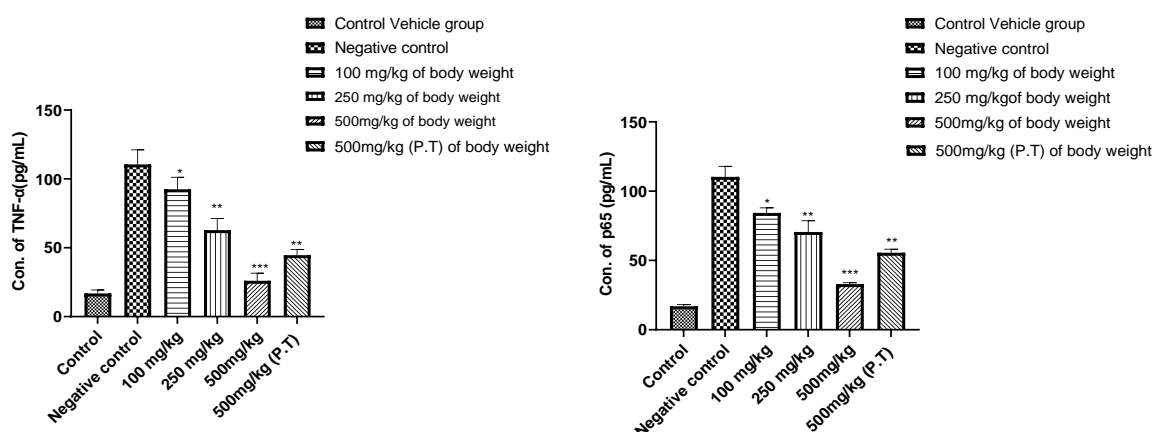 Control Vehicle group
Negative control
100 mg/kg of body weight
250 mg/kg of body weight
500mg/kg of body weight
500mg/kg (P.T) of body weight
Con. of TNF-α(pg/mL)
150
100
50
0
*
**
***
**
Control
Negative control
100 mg/kg
250 mg/kg
500mg/kg
500mg/kg (P.T)
Control Vehicle group
Negative control
100 mg/kg of body weight
250 mg/kgof body weight
500mg/kg of body weight
500mg/kg (P.T) of body weight
Con. of p65 (pg/mL)
150
100
50
0
*
**
***
**
Control
Negative control
100 mg/kg
250 mg/kg
500mg/kg
500mg/kg (P.T)